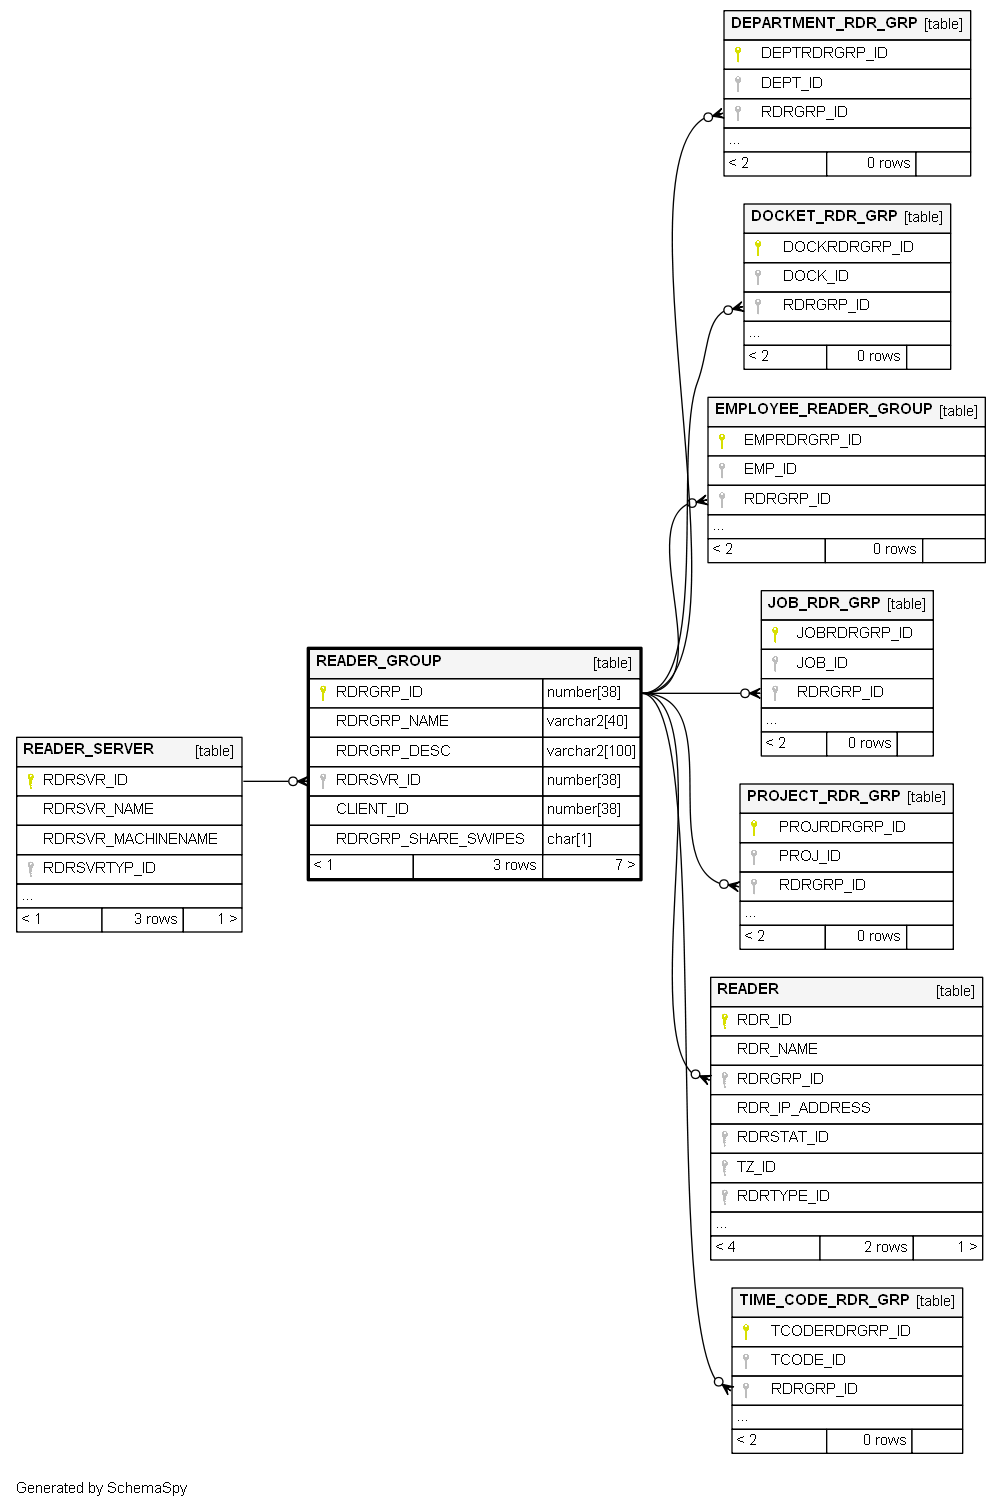 DEPARTMENT_RDR_GRP [table]
DEPTRDRGRP_ID
DEPT_ID
RDRGRP_ID
...
< 2 0 rows
DOCKET_RDR_GRP [table]
DOCKRDRGRP_ID
DOCK_ID
RDRGRP_ID
...
< 2 0 rows
EMPLOYEE_READER_GROUP [table]
EMPRDRGRP_ID
EMP_ID
RDRGRP_ID
...
< 2 0 rows
JOB_RDR_GRP [table]
JOBRDRGRP_ID
JOB_ID
RDRGRP_ID
...
< 2 0 rows
READER_GROUP [table]
RDRGRP_ID number[38]
RDRGRP_NAME varchar2[40]
RDRGRP_DESC varchar2[100]
RDRSVR_ID number[38]
CLIENT_ID number[38]
RDRGRP_SHARE_SWIPES char[1]
< 1 3 rows 7 >
READER_SERVER [table]
RDRSVR_ID
RDRSVR_NAME
RDRSVR_MACHINENAME
RDRSVRTYP_ID
...
< 1 3 rows 1 >
PROJECT_RDR_GRP [table]
PROJRDRGRP_ID
PROJ_ID
RDRGRP_ID
...
< 2 0 rows
READER [table]
RDR_ID
RDR_NAME
RDRGRP_ID
RDR_IP_ADDRESS
RDRSTAT_ID
TZ_ID
RDRTYPE_ID
...
< 4 2 rows 1 >
TIME_CODE_RDR_GRP [table]
TCODERDRGRP_ID
TCODE_ID
RDRGRP_ID
...
< 2 0 rows
Generated by SchemaSpy